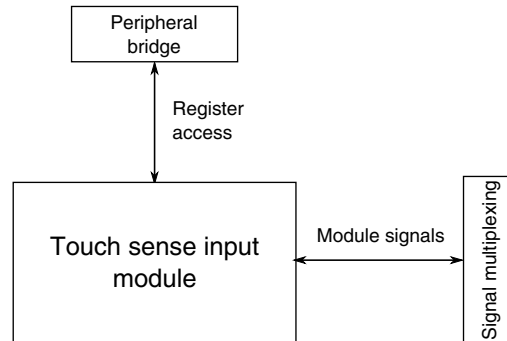 Peripheral
bridge
Register
access
Touch sense input
module
Module signals
Signal multiplexing